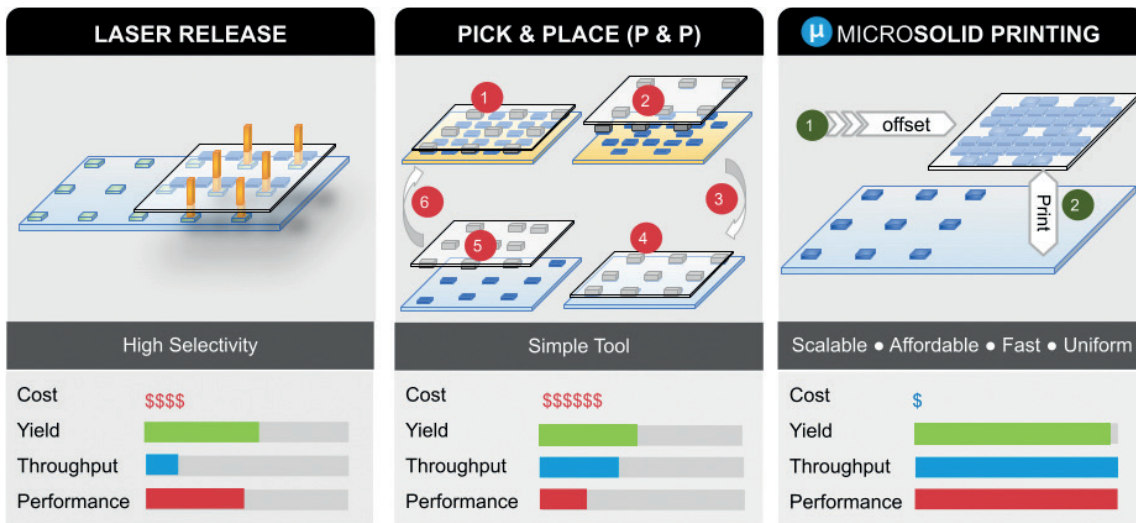 LASER RELEASE
High Selectivity
Cost $$$$
Yield
Throughput
Performance
PICK & PLACE (P & P)
1
2
3
4
5
6
Simple Tool
Cost $$$$$$
Yield
Throughput
Performance
µ MICROSOLID PRINTING
1 offset
Print 2
Scalable ● Affordable ● Fast ● Uniform
Cost $
Yield
Throughput
Performance